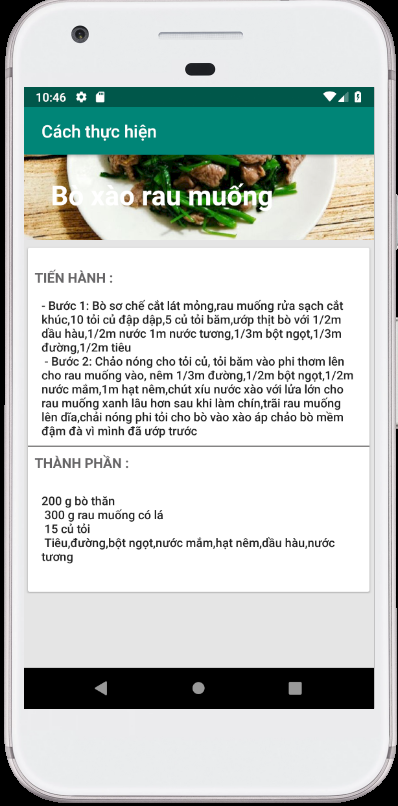 10:46
Cách thực hiện
Bò xào rau muống
TIẾN HÀNH :
- Bước 1: Bò sơ chế cắt lát mỏng,rau muống rửa sạch cắt
khúc,10 tỏi củ đập dập,5 củ tỏi băm,ướp thịt bò với 1/2m
dầu hàu,1/2m nước 1m nước tương,1/3m bột ngọt,1/3m
đường,1/2m tiêu
- Bước 2: Chảo nóng cho tỏi củ, tỏi băm vào phi thơm lên
cho rau muống vào, nêm 1/3m đường,1/2m bột ngọt,1/2m
nước mắm,1m hạt nêm,chút xíu nước xào với lửa lớn cho
rau muống xanh lâu hơn sau khi làm chín,trãi rau muống
lên dĩa,chải nóng phi tỏi cho bò vào xào áp chảo bò mềm
đậm đà vì mình đã ướp trước
THÀNH PHẦN :
200 g bò thăn
300 g rau muống có lá
15 củ tỏi
Tiêu,đường,bột ngọt,nước mắm,hạt nêm,dầu hàu,nước
tương